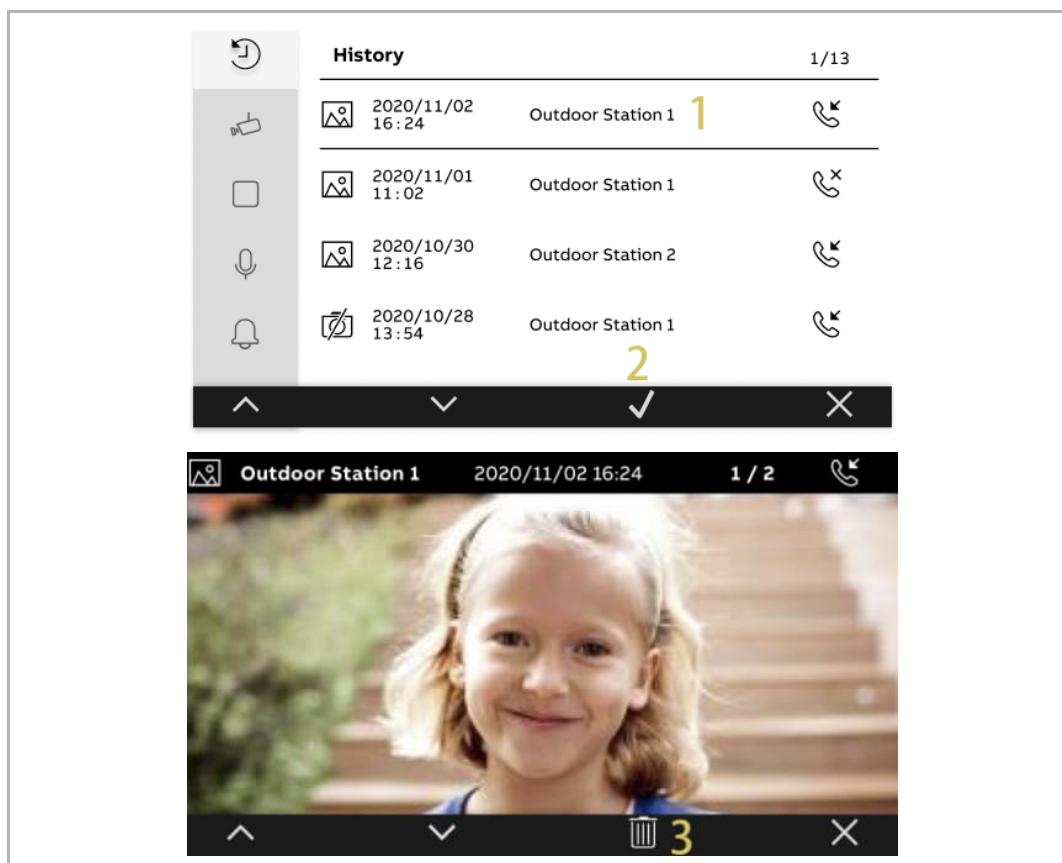 History 1/13
2020/11/02
16:24
Outdoor Station 1
1
2020/11/01
11:02
Outdoor Station 1
2020/10/30
12:16
Outdoor Station 2
2020/10/28
13:54
Outdoor Station 1
2
Outdoor Station 1 2020/11/02 16:24 1 / 2
3